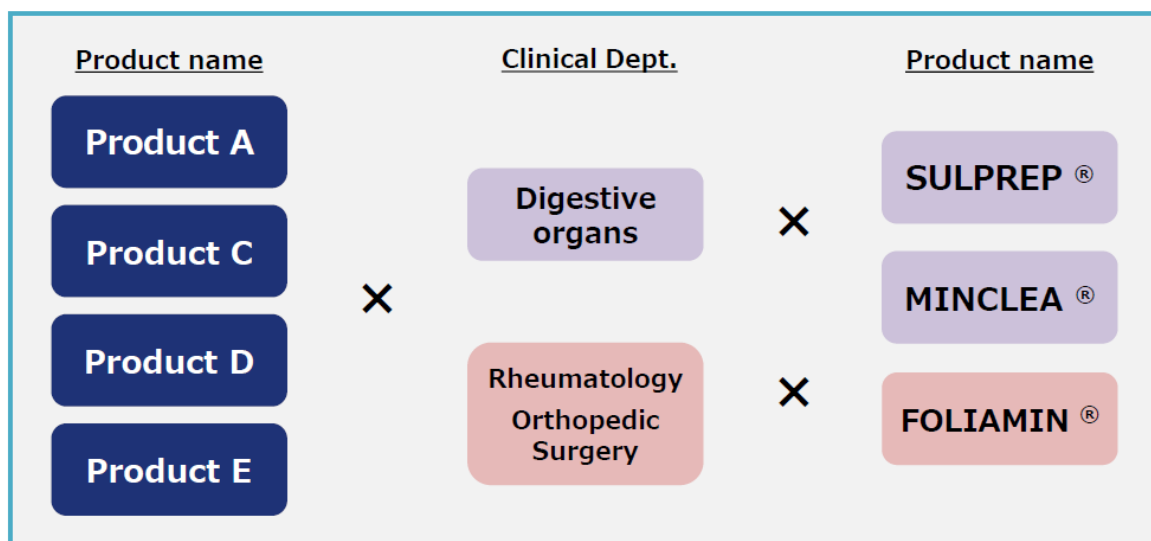 Product name
Product A
Product C
Product D
Product E
×
Clinical Dept.
Digestive
organs
Rheumatology
Orthopedic
Surgery
×
×
Product name
SULPREP ®
MINCLEA ®
FOLIAMIN ®